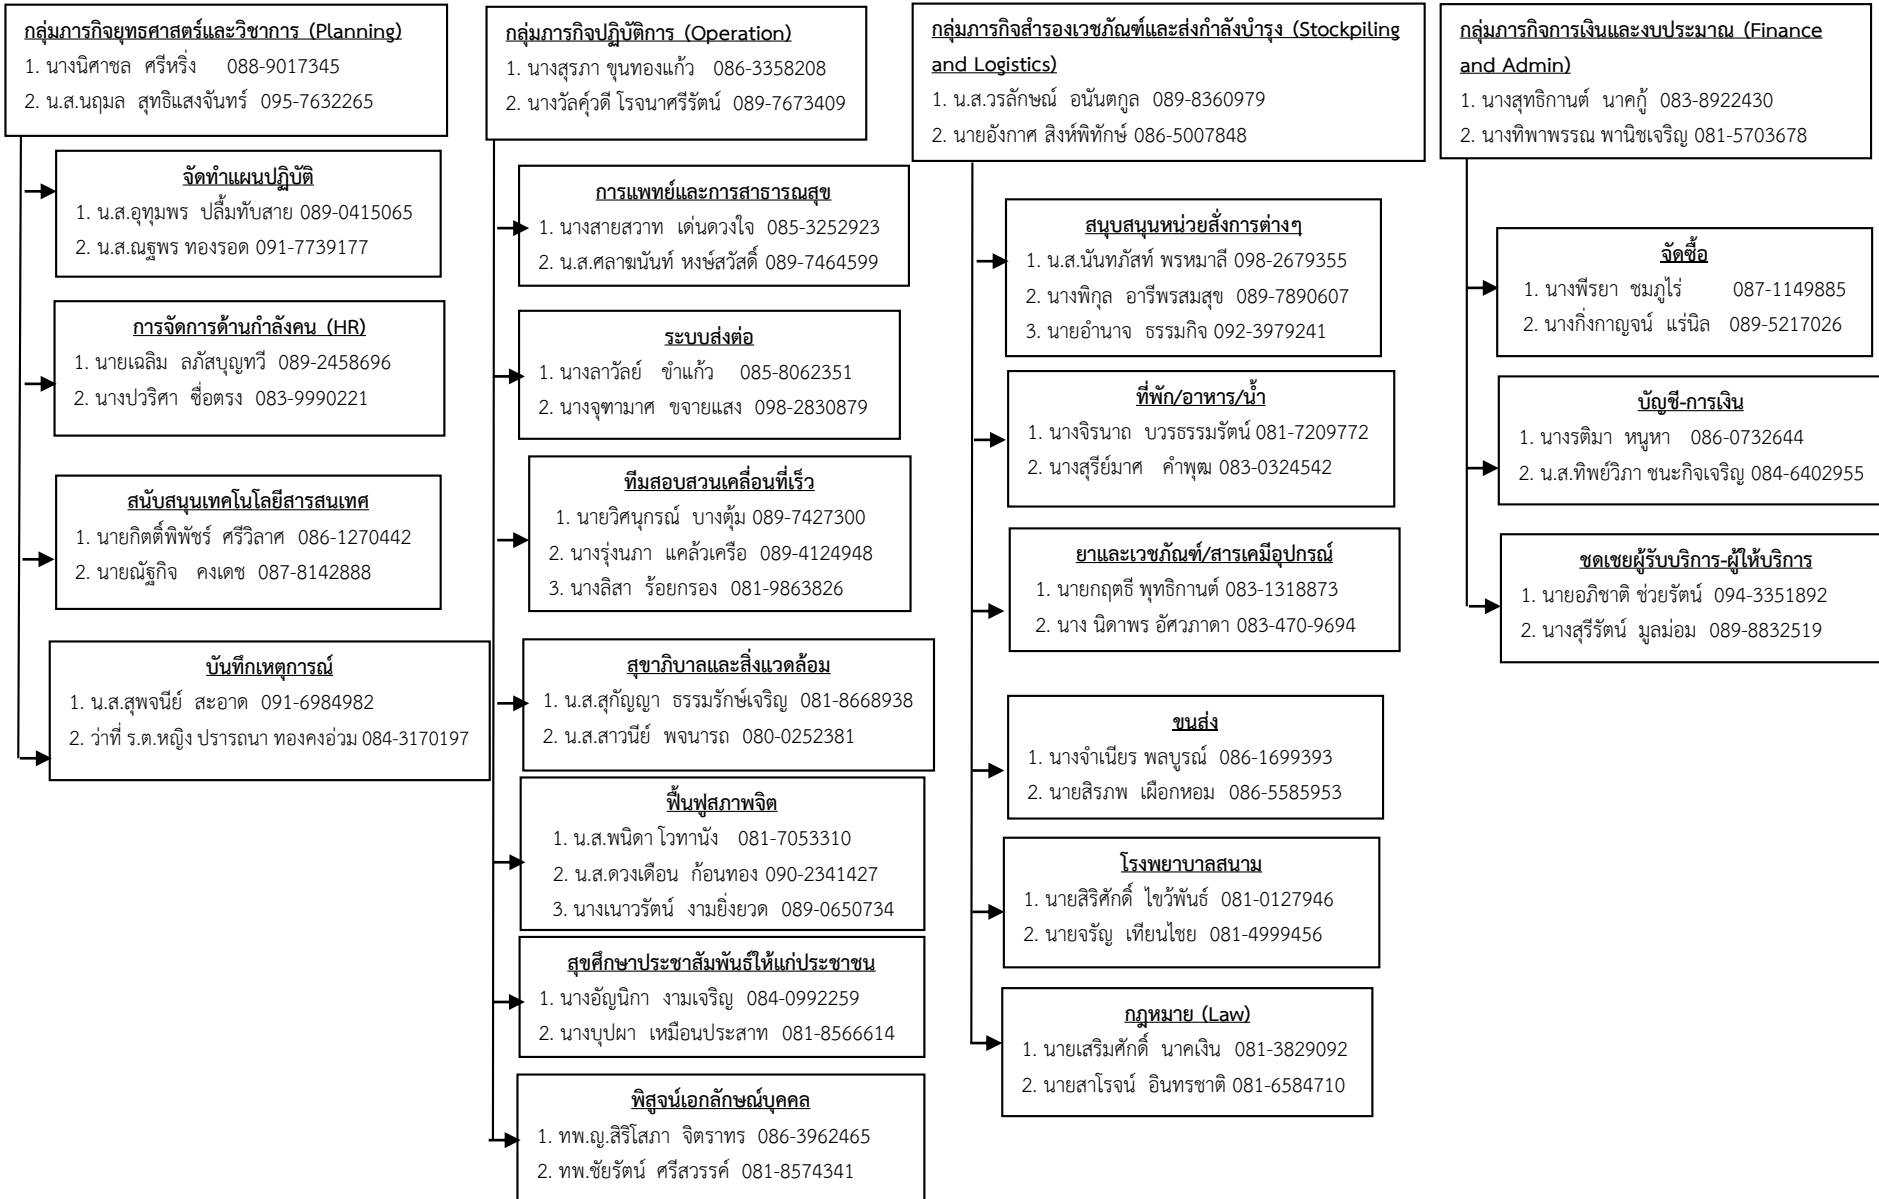 กลุ่มภารกิจยุทธศาสตร์และวิชาการ (Planning)
1. นางนิศาชล ศรีหริ่ง 088-9017345
2. น.ส.นฤมล สุทธิแสงจันทร์ 095-7632265
จัดทำแผนปฏิบัติ
1. น.ส.อุทุมพร ปลื้มทับสาย 089-0415065
2. น.ส.ณฐพร ทองรอด 091-7739177
การจัดการด้านกำลังคน (HR)
1. นายเฉลิม ลภัสบุญทวี 089-2458696
2. นางปวริศา ซื่อตรง 083-9990221
สนับสนุนเทคโนโลยีสารสนเทศ
1. นายกิตติ์พิพัชร์ ศรีวิลาศ 086-1270442
2. นายณัฐกิจ คงเดช 087-8142888
บันทึกเหตุการณ์
1. น.ส.สุพจนีย์ สะอาด 091-6984982
2. ว่าที่ ร.ต.หญิง ปรารถนา ทองคงอ่วม 084-3170197
กลุ่มภารกิจปฏิบัติการ (Operation)
1. นางสุรภา ขุนทองแก้ว 086-3358208
2. นางวัลคุ์วดี โรจนาศรีรัตน์ 089-7673409
การแพทย์และการสาธารณสุข
1. นางสายสวาท เด่นดวงใจ 085-3252923
2. น.ส.ศลาฆนันท์ หงษ์สวัสดิ์ 089-7464599
ระบบส่งต่อ
1. นางลาวัลย์ ขำแก้ว 085-8062351
2. นางจุฑามาศ ขจายแสง 098-2830879
ทีมสอบสวนเคลื่อนที่เร็ว
1. นายวิศนุกรณ์ บางตุ้ม 089-7427300
2. นางรุ่งนภา แคล้วเครือ 089-4124948
3. นางลิสา ร้อยกรอง 081-9863826
สุขาภิบาลและสิ่งแวดล้อม
1. น.ส.สุกัญญา ธรรมรักษ์เจริญ 081-8668938
2. น.ส.สาวนีย์ พจนารถ 080-0252381
ฟื้นฟูสภาพจิต
1. น.ส.พนิดา โวทานัง 081-7053310
2. น.ส.ดวงเดือน ก้อนทอง 090-2341427
3. นางเนาวรัตน์ งามยิ่งยวด 089-0650734
สุขศึกษาประชาสัมพันธ์ให้แก่ประชาชน
1. นางอัญนิกา งามเจริญ 084-0992259
2. นางบุปผา เหมือนประสาท 081-8566614
พิสูจน์เอกลักษณ์บุคคล
1. ทพ.ญ.สิริโสภา จิตราทร 086-3962465
2. ทพ.ชัยรัตน์ ศรีสวรรค์ 081-8574341
กลุ่มภารกิจสำรองเวชภัณฑ์และส่งกำลังบำรุง (Stockpiling
and Logistics)
1. น.ส.วรลักษณ์ อนันตกูล 089-8360979
2. นายอังกาศ สิงห์พิทักษ์ 086-5007848
สนุบสนุนหน่วยสั่งการต่างๆ
1. น.ส.นันทภัสท์ พรหมาลี 098-2679355
2. นางพิกุล อารีพรสมสุข 089-7890607
3. นายอำนาจ ธรรมกิจ 092-3979241
ที่พัก/อาหาร/น้ำ
1. นางจิรนาถ บวรธรรมรัตน์ 081-7209772
2. นางสุรีย์มาศ คำพุฒ 083-0324542
ยาและเวชภัณฑ์/สารเคมีอุปกรณ์
1. นายกฤตธี พุทธิกานต์ 083-1318873
2. นาง นิดาพร อัศวภาดา 083-470-9694
ขนส่ง
1. นางจำเนียร พลบูรณ์ 086-1699393
2. นายสิรภพ เผือกหอม 086-5585953
โรงพยาบาลสนาม
1. นายสิริศักดิ์ ไขว้พันธ์ 081-0127946
2. นายจรัญ เทียนไชย 081-4999456
กฎหมาย (Law)
1. นายเสริมศักดิ์ นาคเงิน 081-3829092
2. นายสาโรจน์ อินทรชาติ 081-6584710
กลุ่มภารกิจการเงินและงบประมาณ (Finance
and Admin)
1. นางสุทธิกานต์ นาคกู้ 083-8922430
2. นางทิพาพรรณ พานิชเจริญ 081-5703678
จัดซื้อ
1. นางพีรยา ชมภูไร่ 087-1149885
2. นางกิ่งกาญจน์ แร่นิล 089-5217026
บัญชี-การเงิน
1. นางรติมา หนูหา 086-0732644
2. น.ส.ทิพย์วิภา ชนะกิจเจริญ 084-6402955
ชดเชยผู้รับบริการ-ผู้ให้บริการ
1. นายอภิชาติ ช่วยรัตน์ 094-3351892
2. นางสุรีรัตน์ มูลม่อม 089-8832519